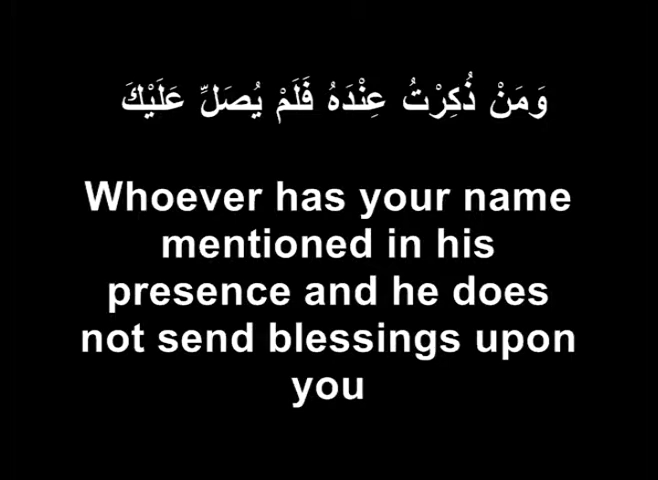 وَمَنْ ذُكِرْتُ عِنْدَهُ فَلَمْ يُصَلِّ عَلَيْكَ
Whoever has your name
mentioned in his
presence and he does
not send blessings upon
you